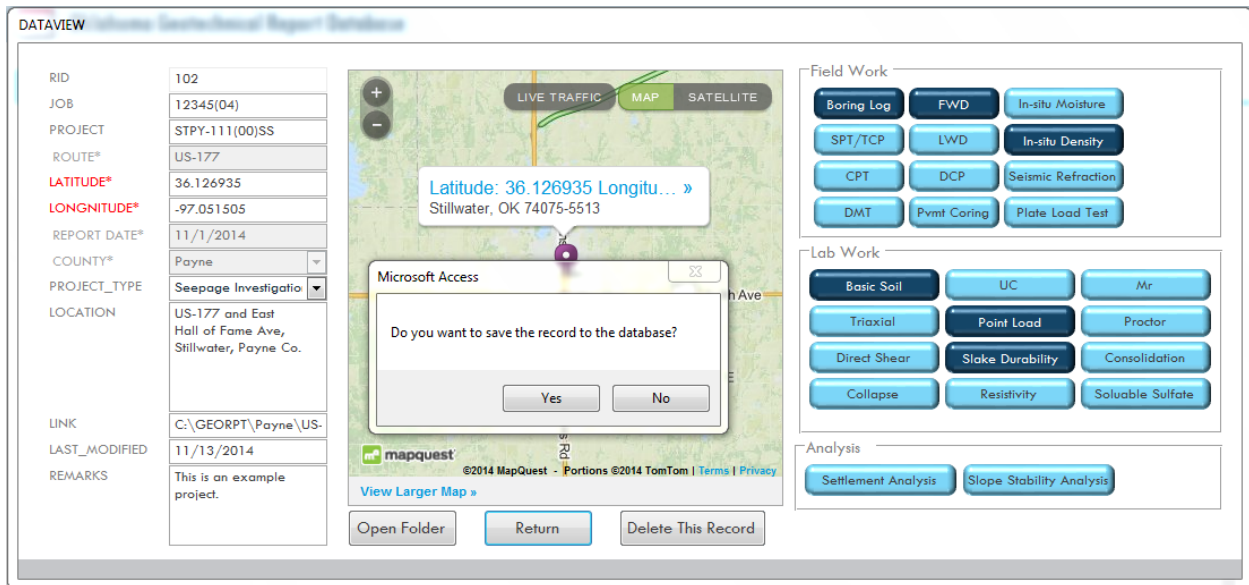 Oklahoma Geotechnical Report Database
DATAVIEW
RID 102
JOB 12345(04)
PROJECT STPY-111(00)SS
ROUTE* US-177
LATITUDE* 36.126935
LONGNITUDE* -97.051505
REPORT DATE* 11/1/2014
COUNTY* Payne
PROJECT_TYPE Seepage Investigatio
LOCATION US-177 and East
Hall of Fame Ave,
Stillwater, Payne Co.
LINK C:\GEORPT\Payne\US-
LAST_MODIFIED 11/13/2014
REMARKS This is an example
project.
+
−
LIVE TRAFFIC MAP SATELLITE
Latitude: 36.126935 Longitu... »
Stillwater, OK 74075-5513
h Ave
Microsoft Access
Do you want to save the record to the database?
Yes No
E
s Rd
mapquest
©2014 MapQuest - Portions ©2014 TomTom | Terms | Privacy
View Larger Map »
Open Folder Return Delete This Record
Field Work
Boring Log FWD In-situ Moisture
SPT/TCP LWD In-situ Density
CPT DCP Seismic Refraction
DMT Pvmt Coring Plate Load Test
Lab Work
Basic Soil UC Mr
Triaxial Point Load Proctor
Direct Shear Slake Durability Consolidation
Collapse Resistivity Soluable Sulfate
Analysis
Settlement Analysis Slope Stability Analysis